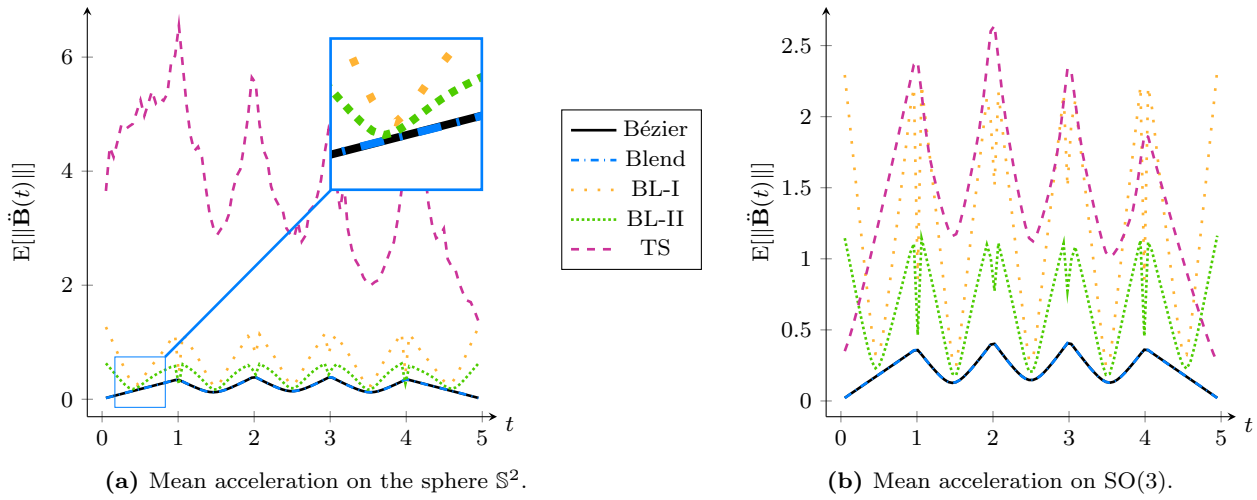 E[||B̈(t)||]
6
4
2
0
0 1 2 3 4 5 t
(a) Mean acceleration on the sphere 𝕊².
Bézier
Blend
BL-I
BL-II
TS
E[||B̈(t)||]
2.5
2
1.5
1
0.5
0
0 1 2 3 4 5 t
(b) Mean acceleration on SO(3).